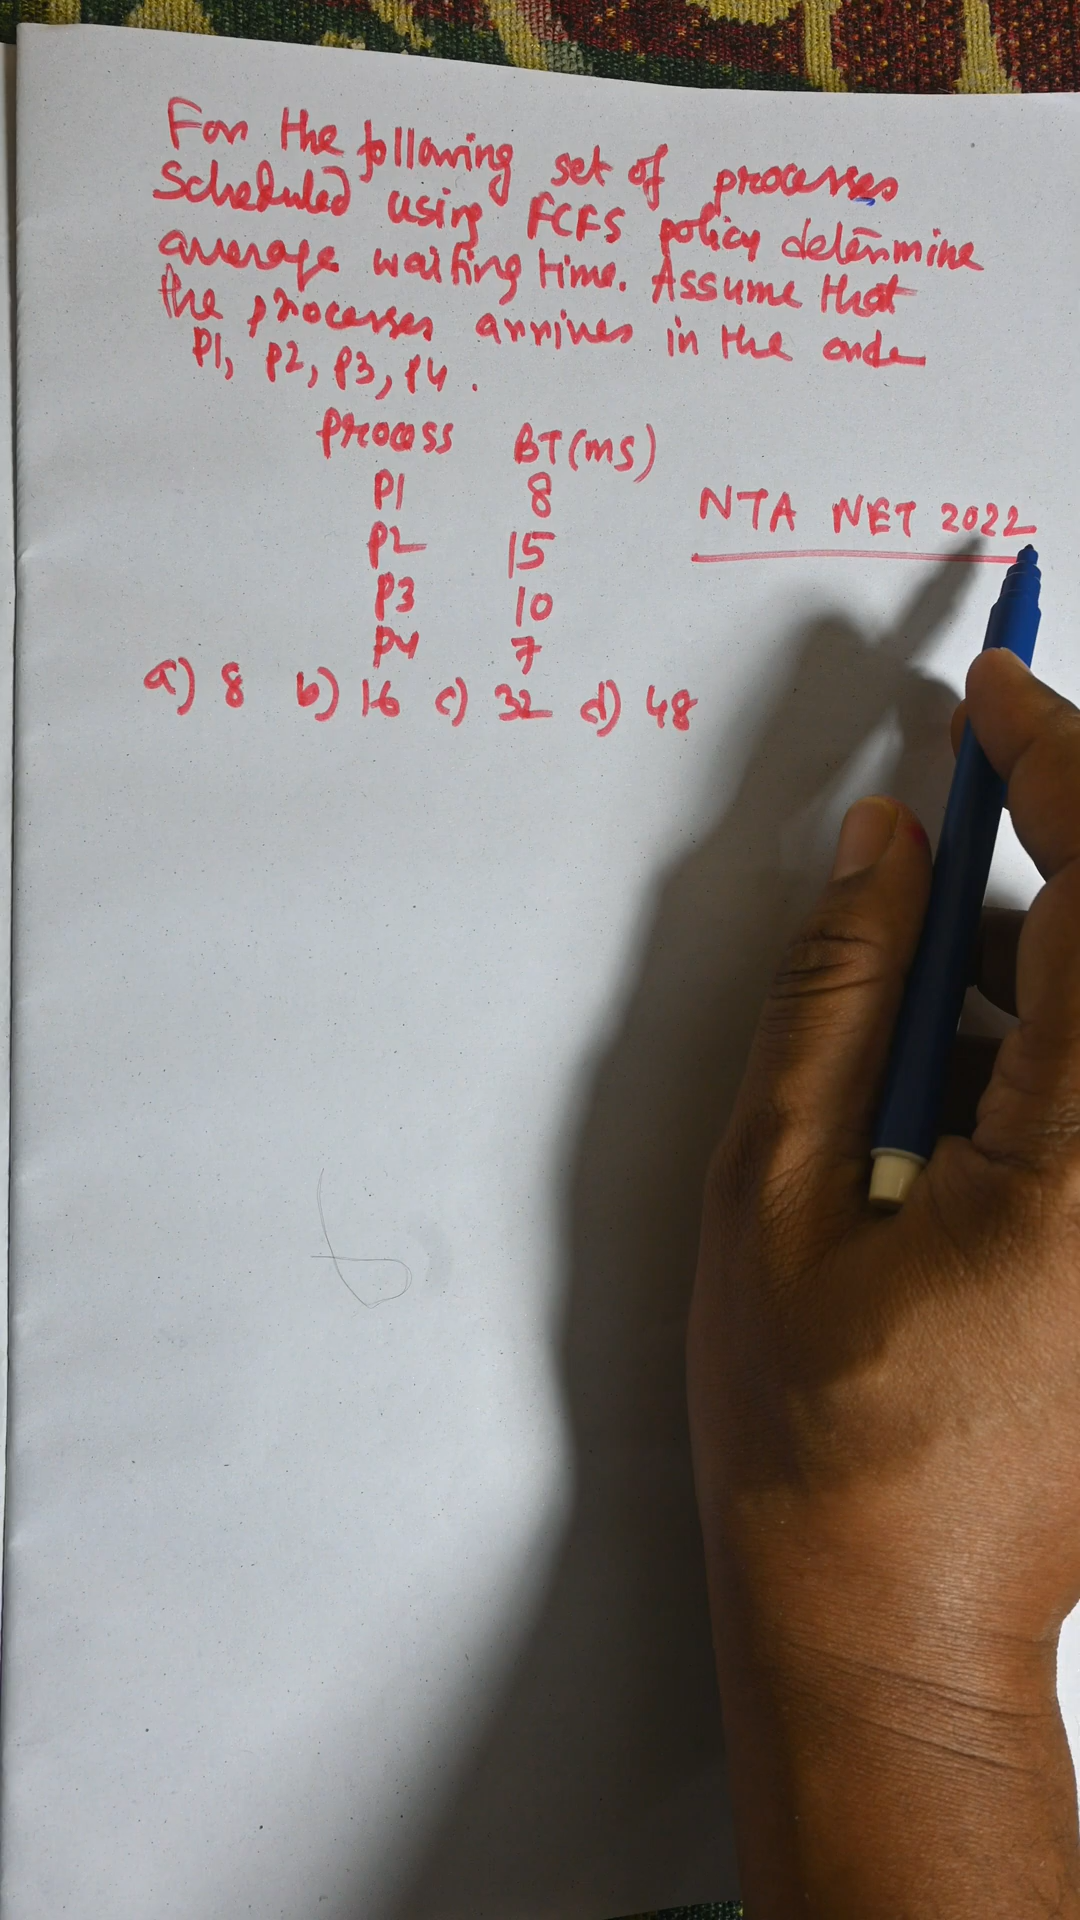 For the following set of processes
Scheduled using FCFS policy determine
average waiting time. Assume that
the processes arrives in the orde
P1, P2, P3, P4.
Process BT(ms)
P1 8
P2 15
P3 10
P4 7
NTA NET 2022
a) 8 b) 16 c) 32 d) 48